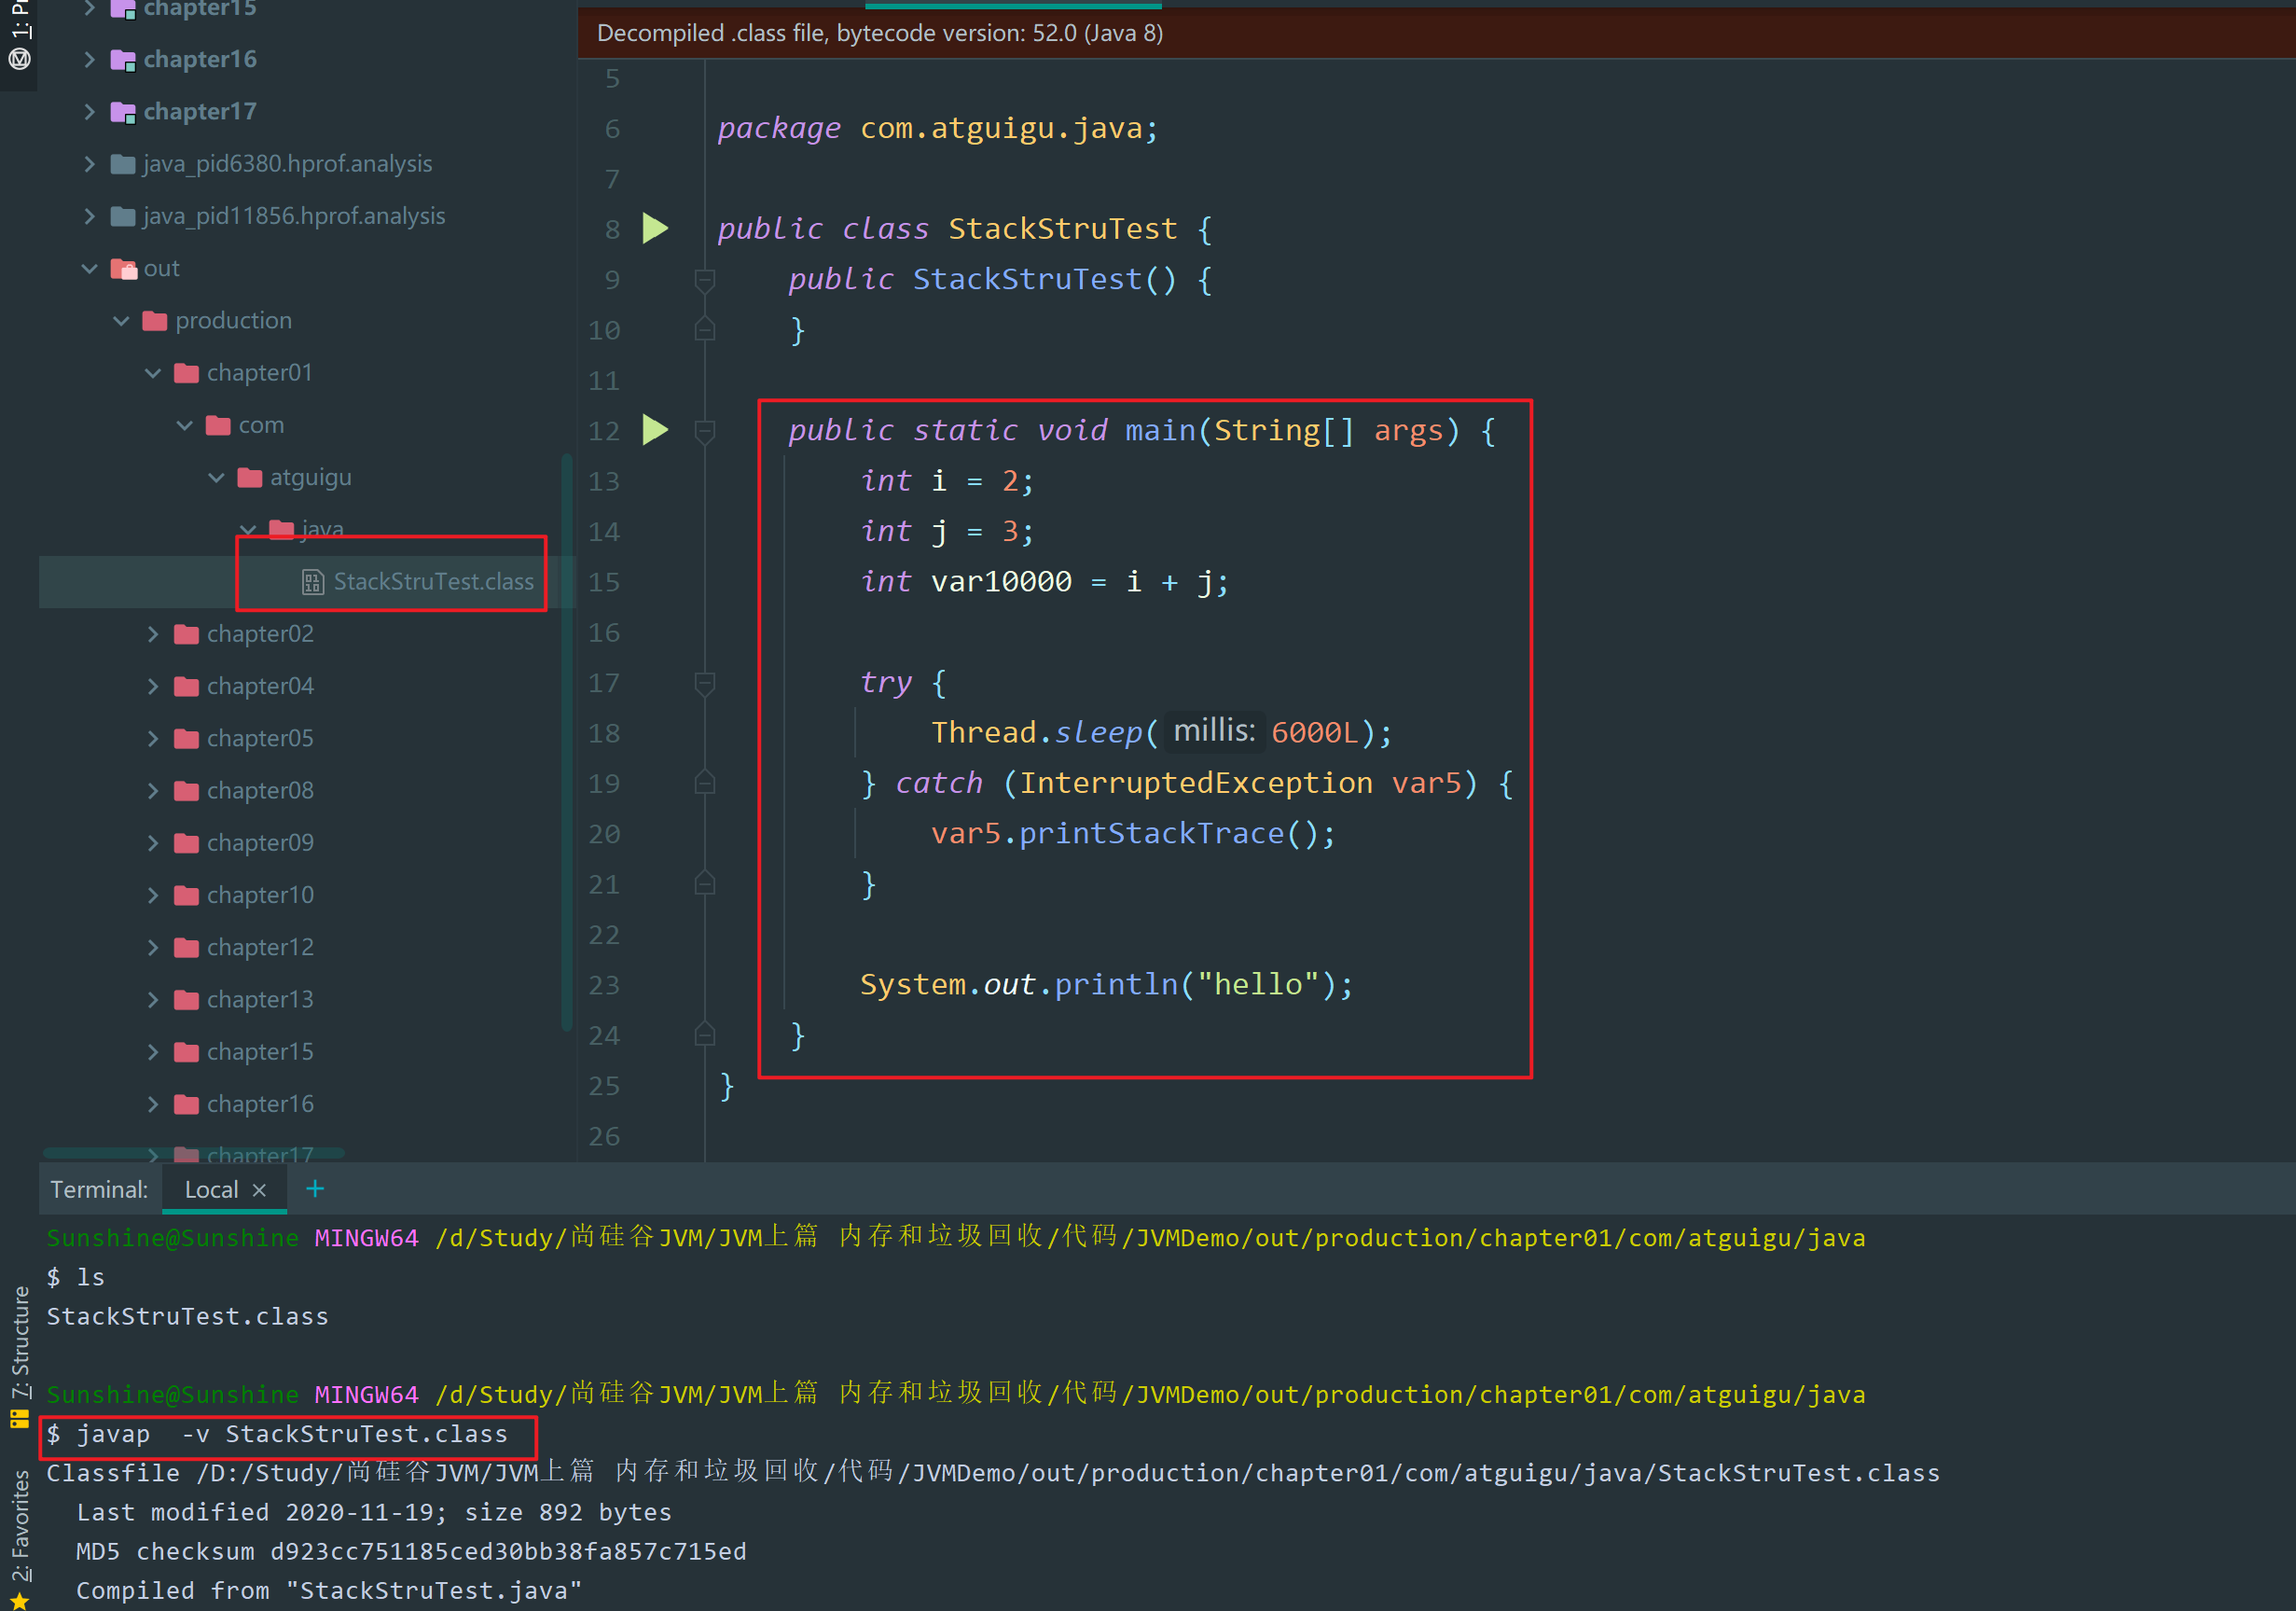 1: Pr
chapter15
chapter16
chapter17
java_pid6380.hprof.analysis
java_pid11856.hprof.analysis
out
production
chapter01
com
atguigu
java
StackStruTest.class
chapter02
chapter04
chapter05
chapter08
chapter09
chapter10
chapter12
chapter13
chapter15
chapter16
chapter17
Decompiled .class file, bytecode version: 52.0 (Java 8)
5
6 package com.atguigu.java;
7
8 public class StackStruTest {
9 public StackStruTest() {
10 }
11
12 public static void main(String[] args) {
13 int i = 2;
14 int j = 3;
15 int var10000 = i + j;
16
17 try {
18 Thread.sleep( millis: 6000L);
19 } catch (InterruptedException var5) {
20 var5.printStackTrace();
21 }
22
23 System.out.println("hello");
24 }
25 }
26
Terminal: Local × +
Sunshine@Sunshine MINGW64 /d/Study/尚硅谷JVM/JVM上篇 内存和垃圾回收/代码/JVMDemo/out/production/chapter01/com/atguigu/java
$ ls
StackStruTest.class
Sunshine@Sunshine MINGW64 /d/Study/尚硅谷JVM/JVM上篇 内存和垃圾回收/代码/JVMDemo/out/production/chapter01/com/atguigu/java
$ javap  -v StackStruTest.class
Classfile /D:/Study/尚硅谷JVM/JVM上篇 内存和垃圾回收/代码/JVMDemo/out/production/chapter01/com/atguigu/java/StackStruTest.class
Last modified 2020-11-19; size 892 bytes
MD5 checksum d923cc751185ced30bb38fa857c715ed
Compiled from "StackStruTest.java"
7: Structure
2: Favorites